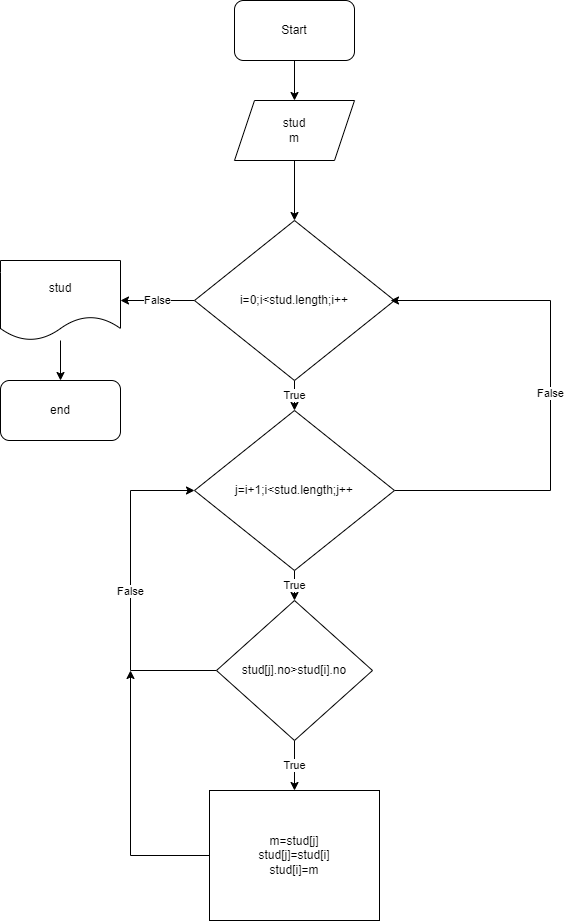 Start
stud
m
i=0;i<stud.length;i++
False
stud
end
True
j=i+1;i<stud.length;j++
False
True
stud[j].no>stud[i].no
False
True
m=stud[j]
stud[j]=stud[i]
stud[i]=m